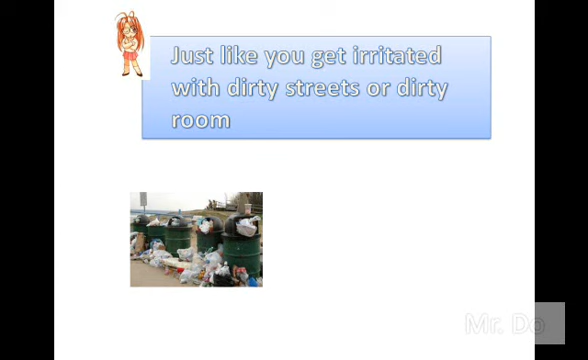 Just like you get irritated
with dirty streets or dirty
room
Mr. Do